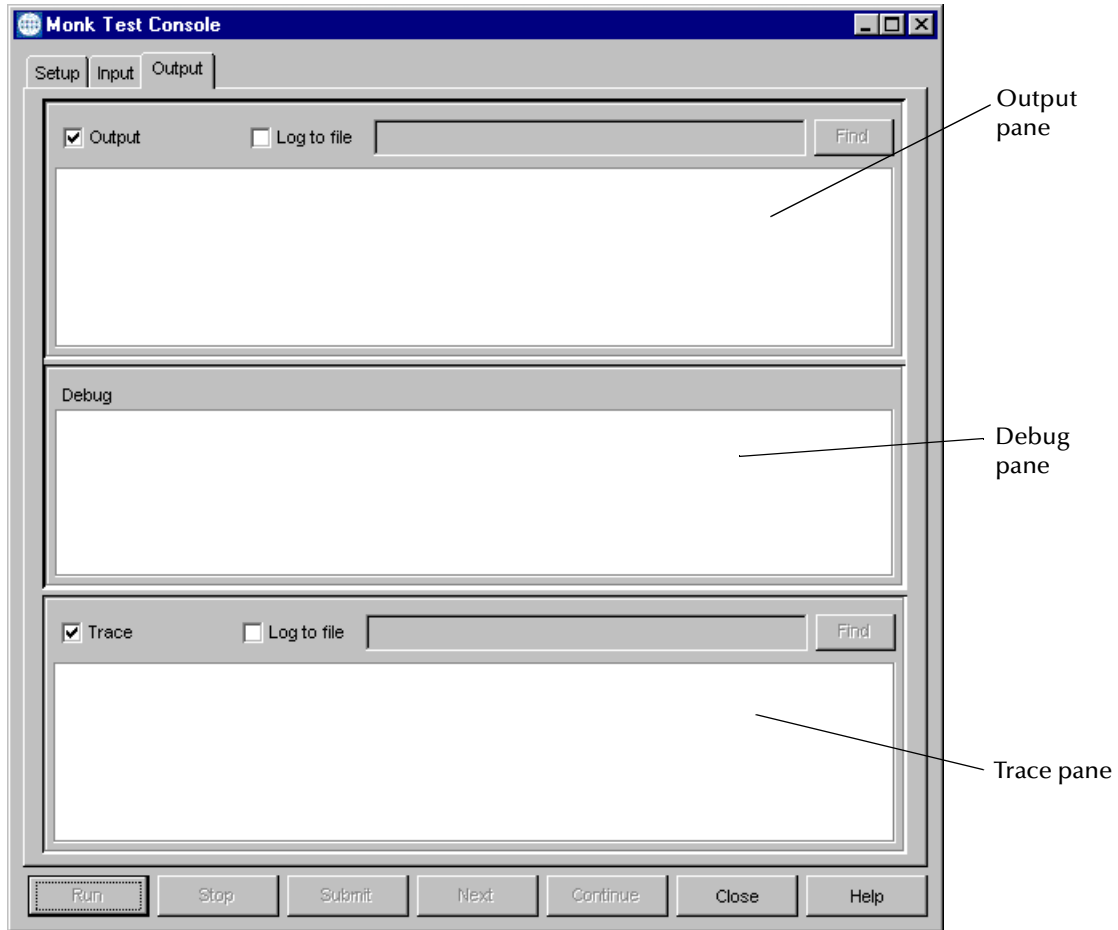 Monk Test Console
Setup Input Output
Output Log to file Find
Output
pane
Debug
Debug
pane
Trace Log to file Find
Trace pane
Run Stop Submit Next Continue Close Help